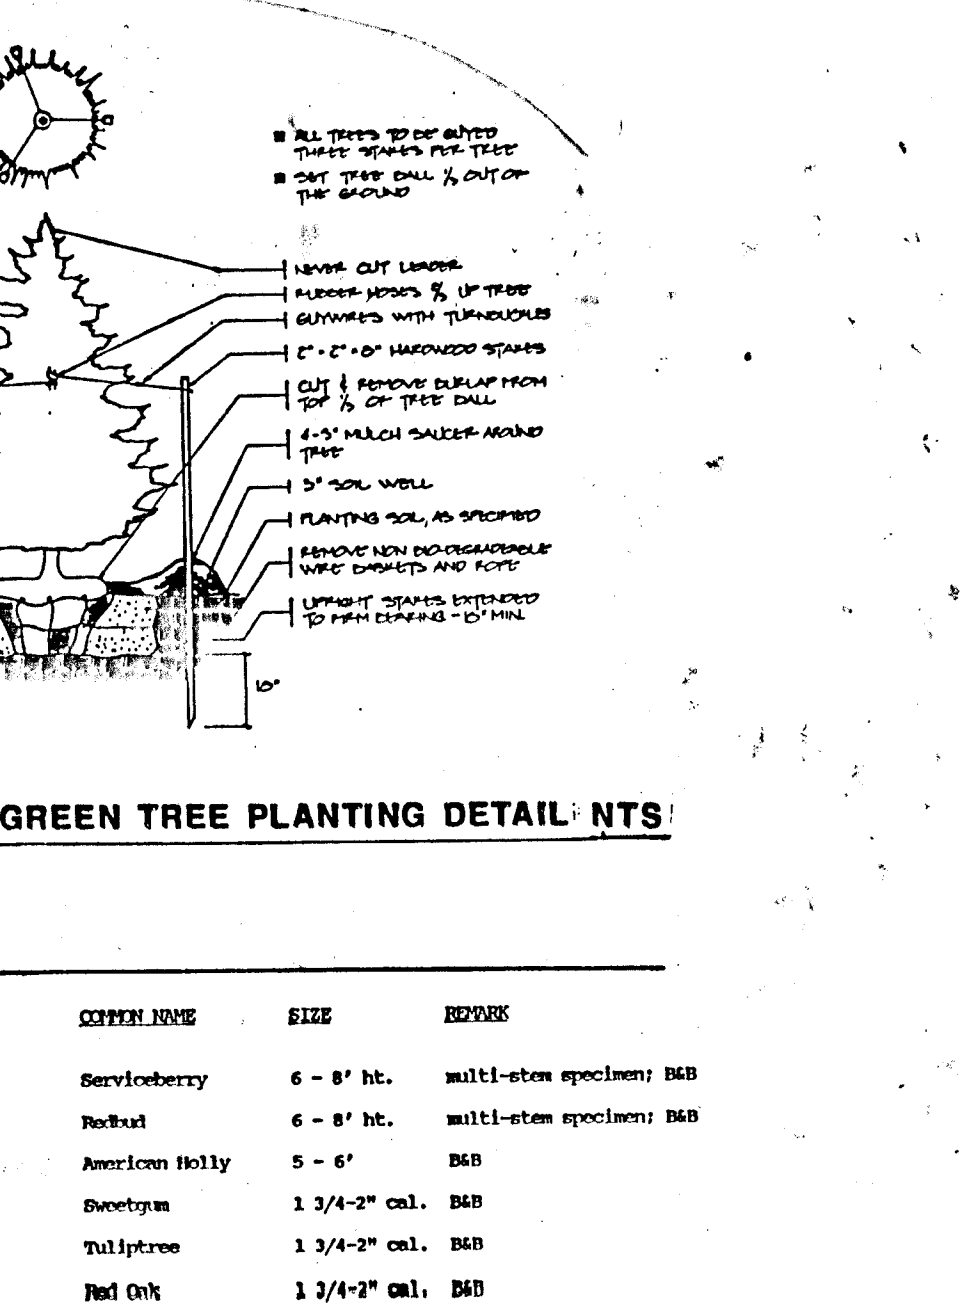 ■ ALL TREES TO BE GUYED
THREE STAKES PER TREE
■ SET TREE BALL 1/3 OUT OF
THE GROUND
NEVER CUT LEADER
RUBBER HOSES 2/3 UP TREE
GUYWIRES WITH TURNBUCKLES
2" × 2" × 8" HARDWOOD STAKES
CUT & REMOVE BURLAP FROM
TOP 1/3 OF TREE BALL
4-5" MULCH SAUCER AROUND
TREE
3" SOIL WELL
PLANTING SOIL, AS SPECIFIED
REMOVE NON BIO-DEGRADEABLE
WIRE BASKETS AND ROPE
UPRIGHT STAKES EXTENDED
TO FIRM BEARING - MIN.
GREEN TREE PLANTING DETAIL NTS
COMMON NAME SIZE REMARK
Serviceberry 6 - 8' ht. multi-stem specimen; B&B
Redbud 6 - 8' ht. multi-stem specimen; B&B
American Holly 5 - 6' B&B
Sweetgum 1 3/4-2" cal. B&B
Tuliptree 1 3/4-2" cal. B&B
Red Oak 1 3/4-2" cal. B&B